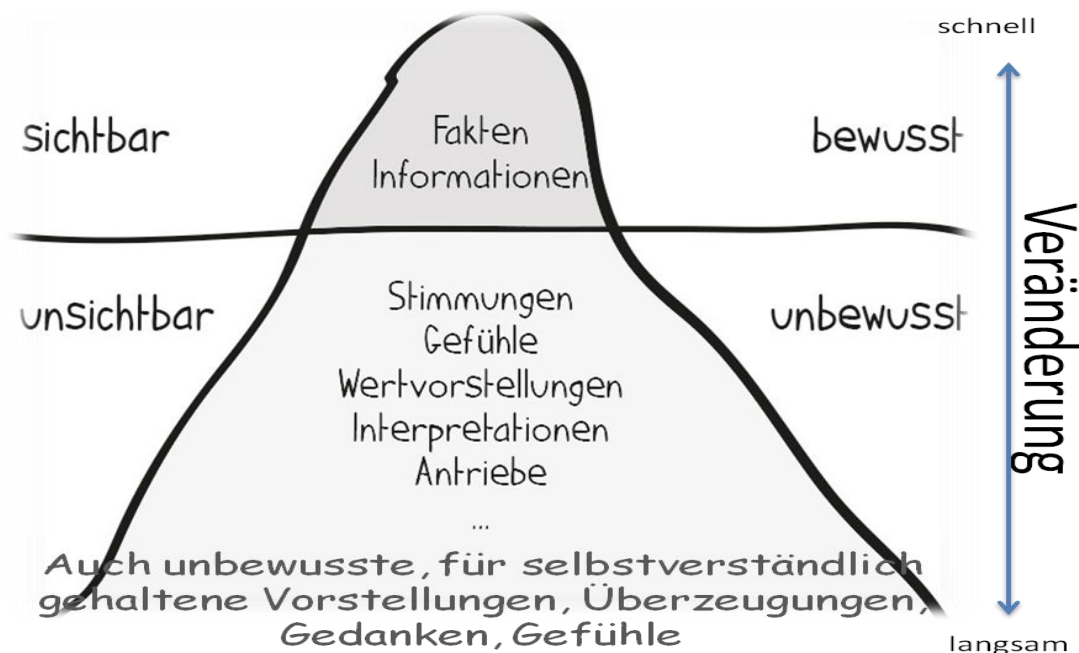 schnell
sichtbar
Fakten
Informationen
bewusst
Veränderung
unsichtbar
Stimmungen
Gefühle
Wertvorstellungen
Interpretationen
Antriebe
...
unbewusst
Auch unbewusste, für selbstverständlich
gehaltene Vorstellungen, Überzeugungen,
Gedanken, Gefühle
langsam